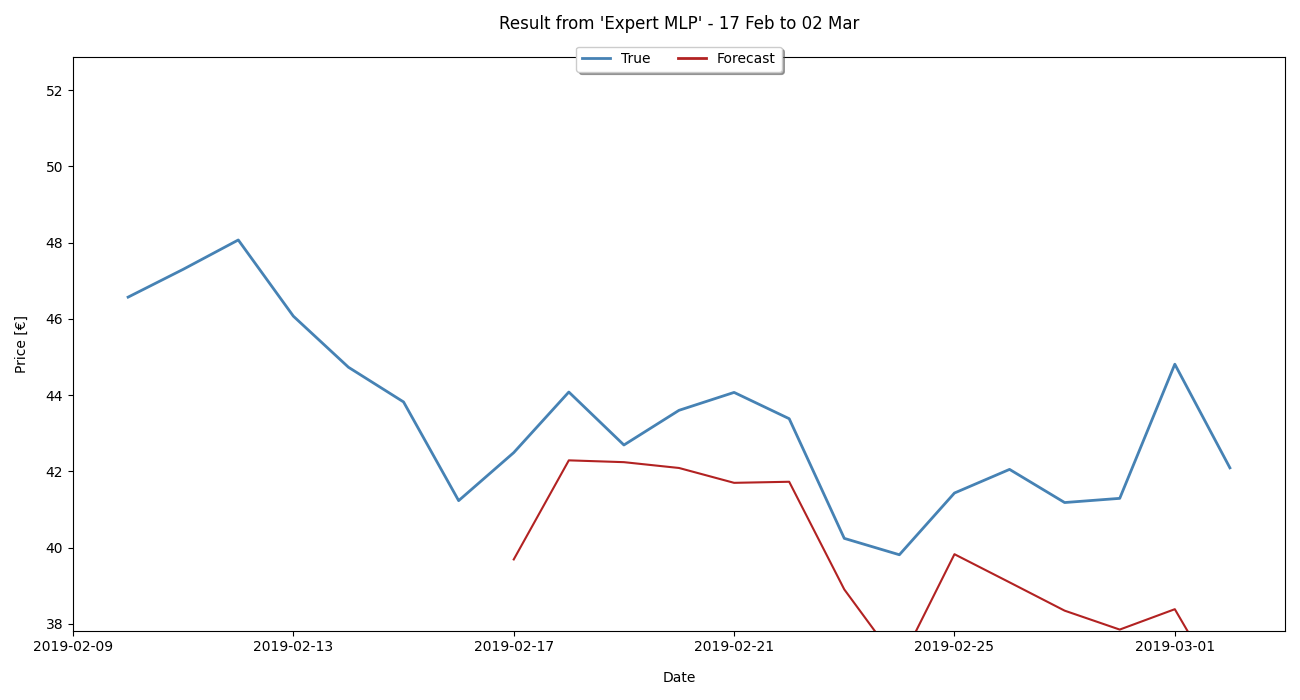 Result from 'Expert MLP' - 17 Feb to 02 Mar
True
Forecast
52
50
48
46
44
42
40
38
Price [€]
2019-02-09
2019-02-13
2019-02-17
2019-02-21
2019-02-25
2019-03-01
Date